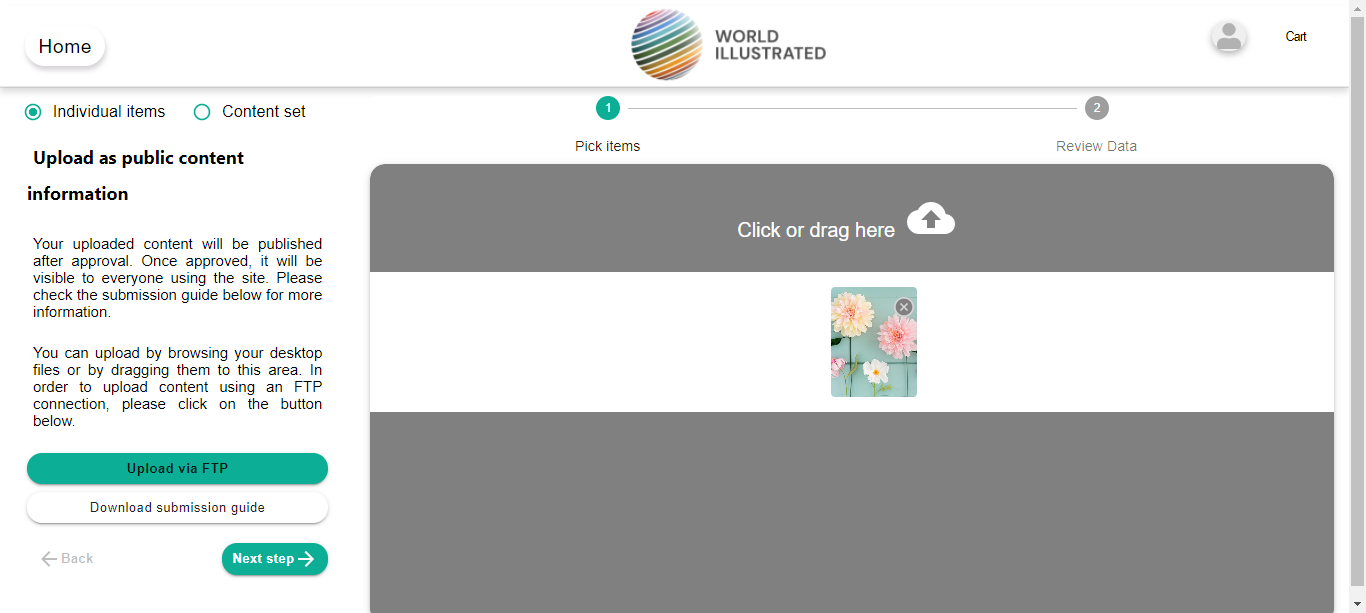 Home
WORLD
ILLUSTRATED
Cart
Individual items
Content set
1
2
Pick items
Review Data
Upload as public content
information
Your uploaded content will be published
after approval. Once approved, it will be
visible to everyone using the site. Please
check the submission guide below for more
information.
You can upload by browsing your desktop
files or by dragging them to this area. In
order to upload content using an FTP
connection, please click on the button
below.
Upload via FTP
Download submission guide
Back
Next step
Click or drag here